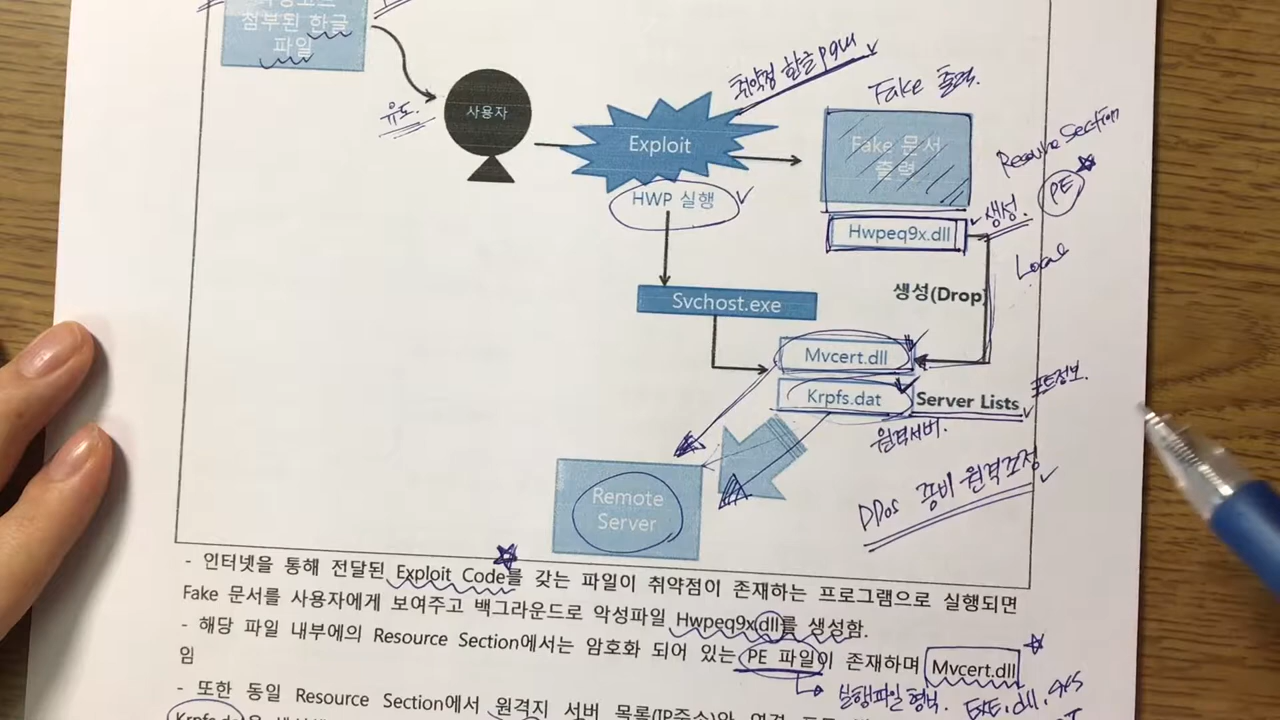 첨부된 한글
파일
유도.
사용자
Exploit
취약점 한글 pgm
Fake 출력.
Fake 문서
출력
Resource Section
PE
HWP 실행
생성.
Hwpeq9x.dll
Local
생성(Drop)
Svchost.exe
Mvcert.dll
Krpfs.dat
Server Lists
포트정보.
원격서버.
DDos 좀비 원격조정
Remote
Server
- 인터넷을 통해 전달된 Exploit Code를 갖는 파일이 취약점이 존재하는 프로그램으로 실행되면
Fake 문서를 사용자에게 보여주고 백그라운드로 악성파일 Hwpeq9x.dll를 생성함.
- 해당 파일 내부에의 Resource Section에서는 암호화 되어 있는 PE 파일이 존재하며 Mvcert.dll
임
실행파일 형식. EXE. dll. sys
- 또한 동일 Resource Section에서 원격지 서버 목록(IP주소)와